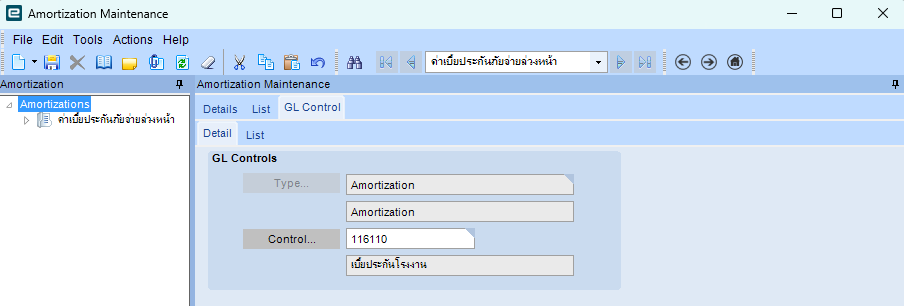 Amortization Maintenance
File Edit Tools Actions Help
ค่าเบี้ยประกันภัยจ่ายล่วงหน้า
Amortization
Amortization Maintenance
Amortizations
ค่าเบี้ยประกันภัยจ่ายล่วงหน้า
Details List GL Control
Detail List
GL Controls
Type... Amortization
Amortization
Control... 116110
เบี้ยประกันโรงงาน